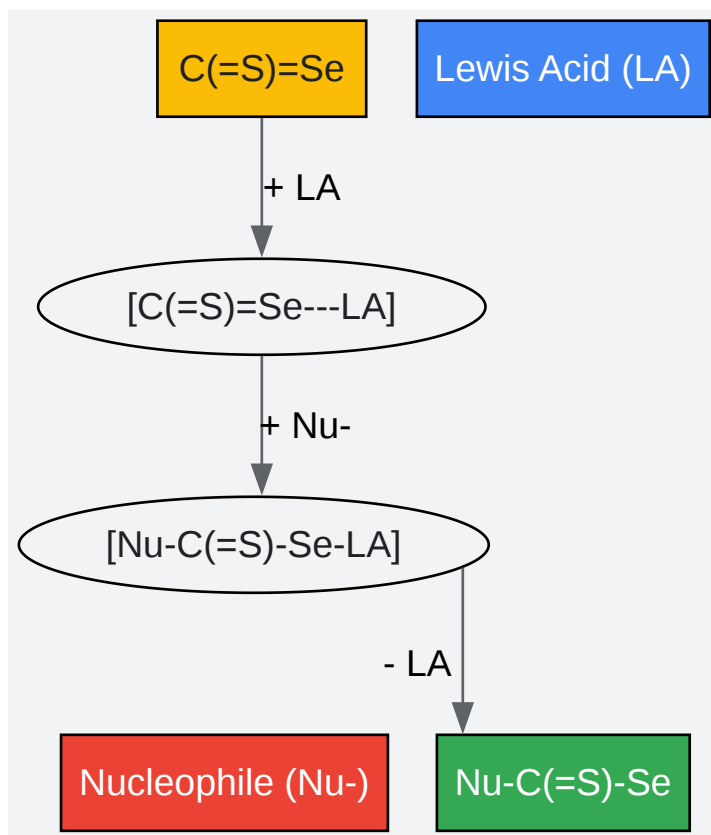 C(=S)=Se
Lewis Acid (LA)
+ LA
[C(=S)=Se---LA]
+ Nu-
[Nu-C(=S)-Se-LA]
- LA
Nucleophile (Nu-)
Nu-C(=S)-Se